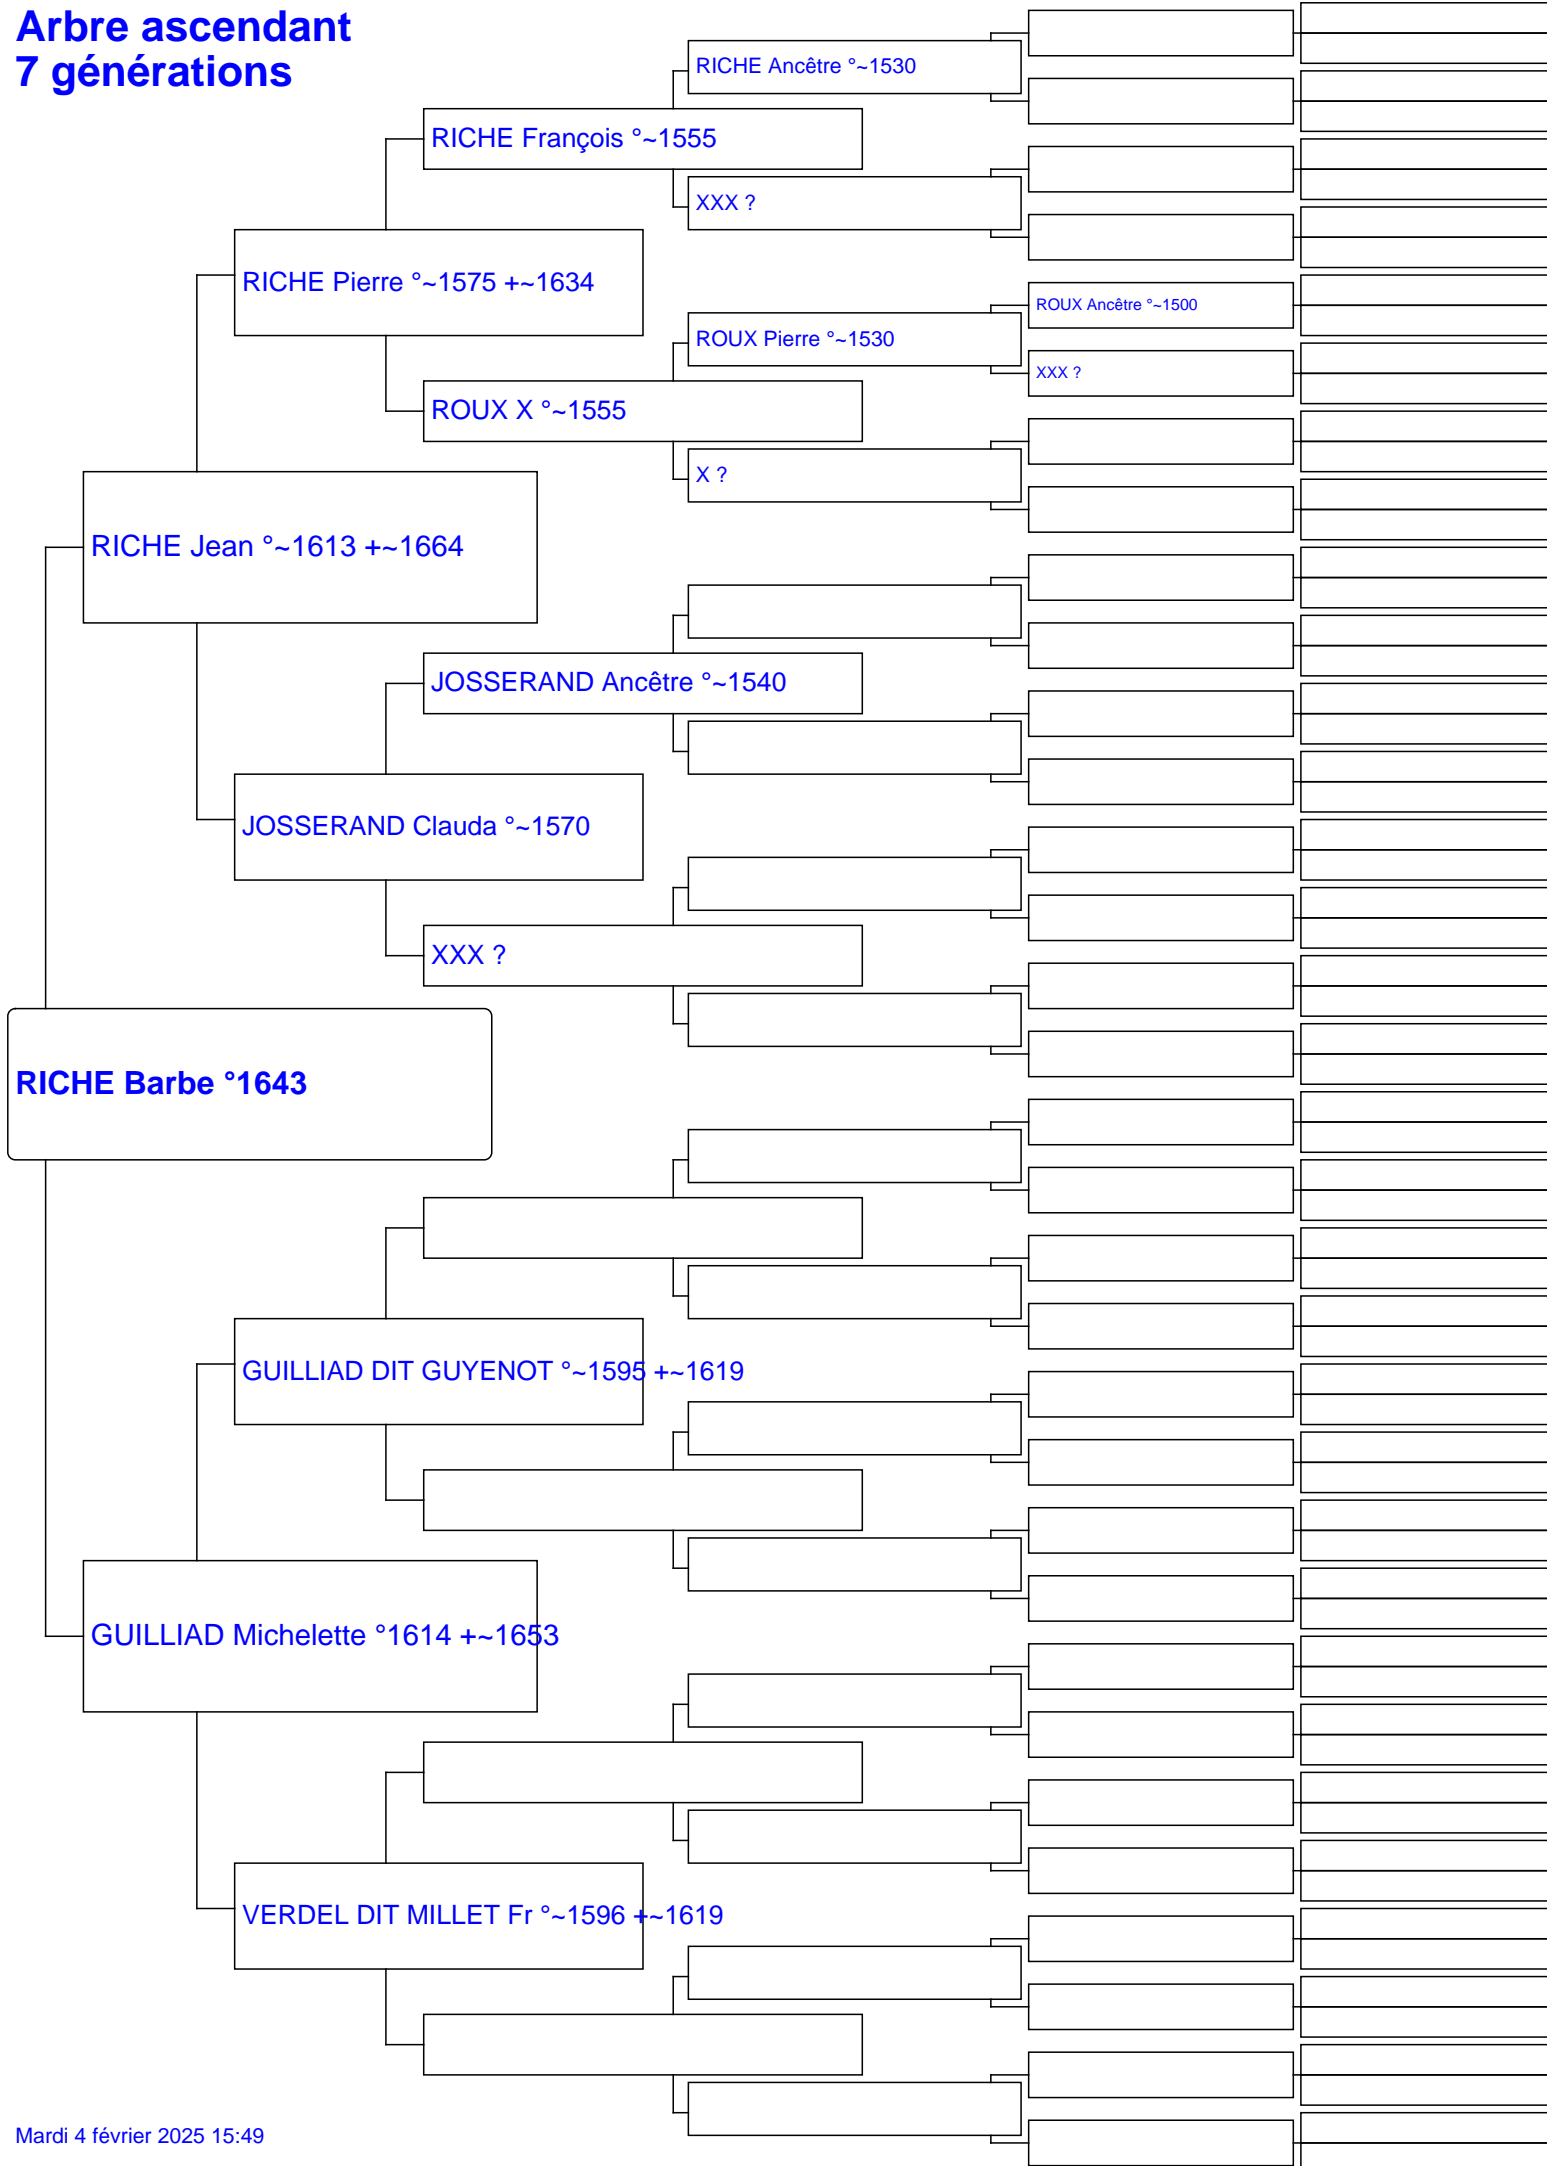 Arbre ascendant
7 générations
RICHE Ancêtre °~1530
RICHE François °~1555
XXX ?
RICHE Pierre °~1575 +~1634
ROUX Ancêtre °~1500
ROUX Pierre °~1530
XXX ?
ROUX X °~1555
X ?
RICHE Jean °~1613 +~1664
JOSSERAND Ancêtre °~1540
JOSSERAND Clauda °~1570
XXX ?
RICHE Barbe °1643
GUILLIAD DIT GUYENOT °~1595 +~1619
GUILLIAD Michelette °1614 +~1653
VERDEL DIT MILLET Fr °~1596 +~1619
Mardi 4 février 2025 15:49